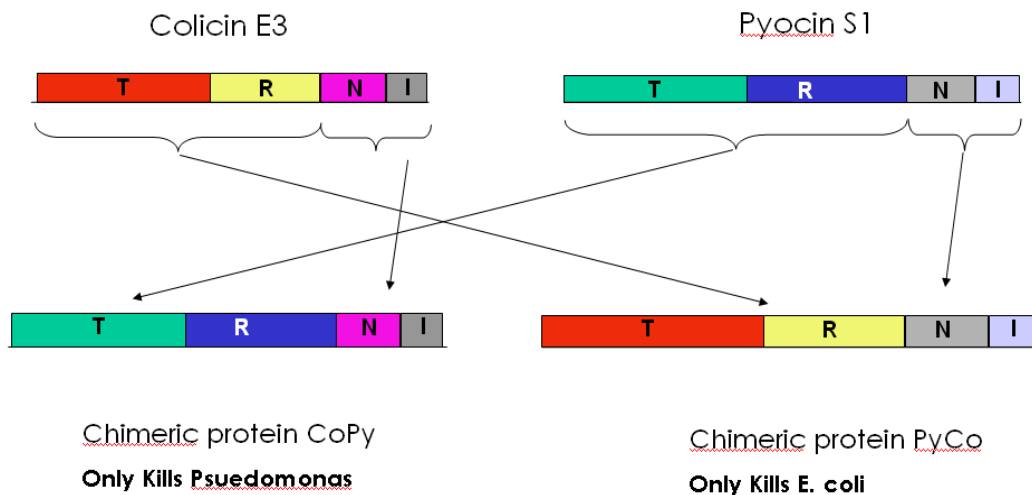 Colicin E3
Pyocin S1
T R N I
T R N I
T R N I
T R N I
Chimeric protein CoPy
Only Kills Psuedomonas
Chimeric protein PyCo
Only Kills E. coli